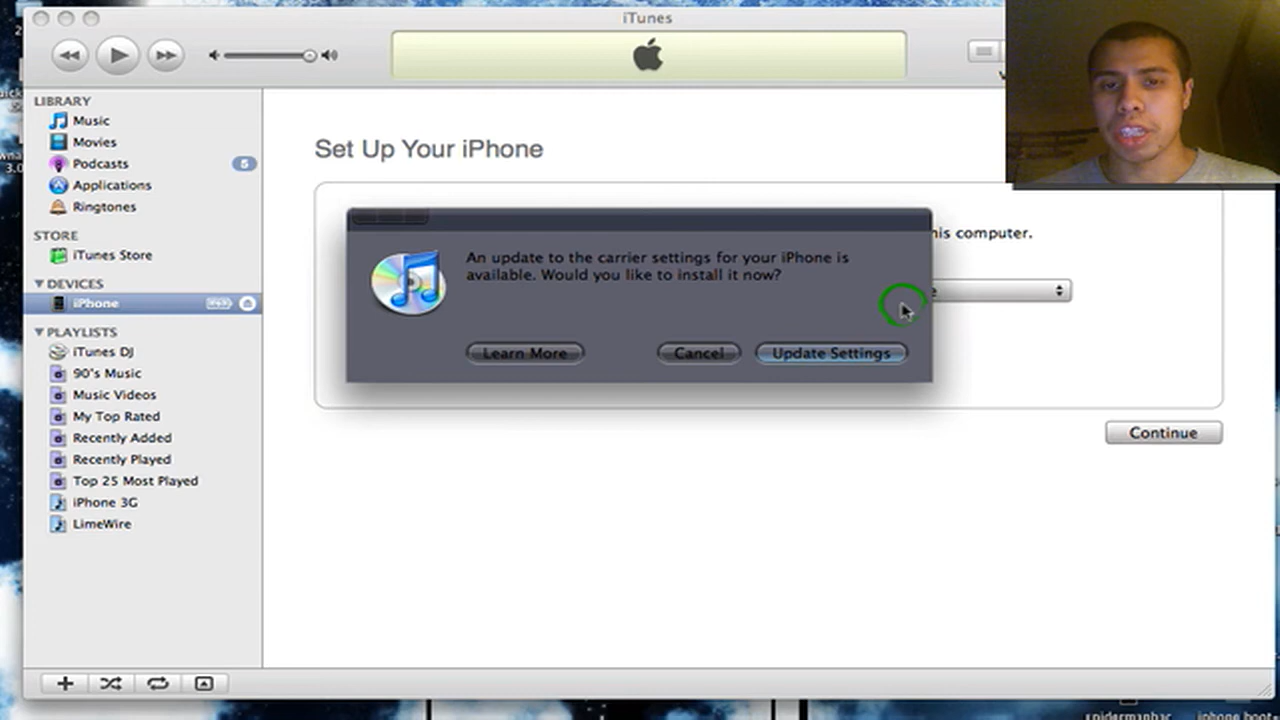 iTunes
LIBRARY
Music
Movies
Podcasts
5
Applications
Ringtones
STORE
iTunes Store
DEVICES
iPhone
PLAYLISTS
iTunes DJ
90's Music
Music Videos
My Top Rated
Recently Added
Recently Played
Top 25 Most Played
iPhone 3G
LimeWire
Set Up Your iPhone
his computer.
An update to the carrier settings for your iPhone is
available. Would you like to install it now?
Learn More
Cancel
Update Settings
Continue
3.0